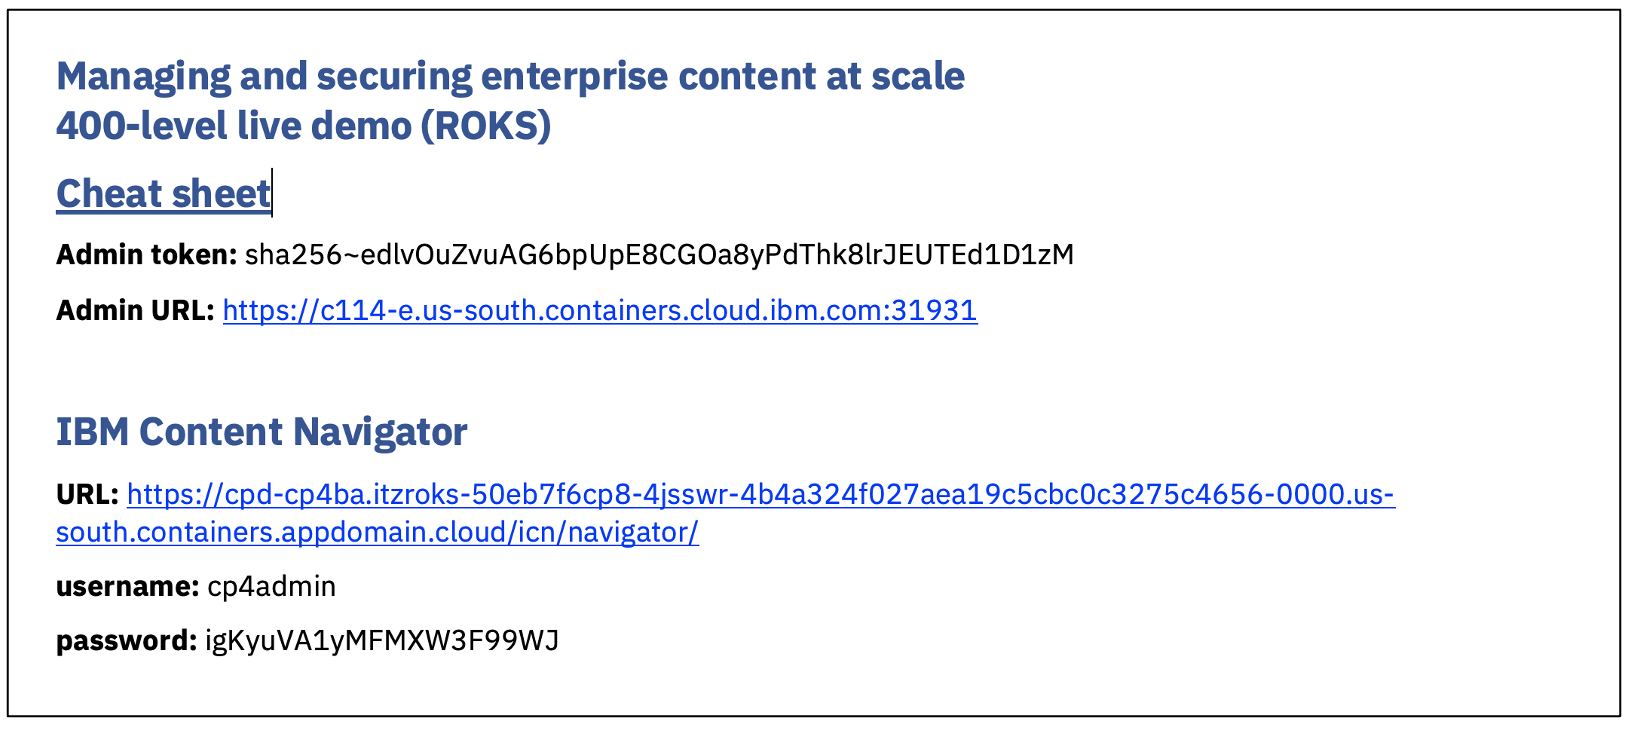 Managing and securing enterprise content at scale
400-level live demo (ROKS)
Cheat sheet
Admin token: sha256~edlvOuZvuAG6bpUpE8CGOa8yPdThk8lrJEUTEd1D1zM
Admin URL: https://c114-e.us-south.containers.cloud.ibm.com:31931
IBM Content Navigator
URL: https://cpd-cp4ba.itzroks-50eb7f6cp8-4jsswr-4b4a324f027aea19c5cbc0c3275c4656-0000.us-
south.containers.appdomain.cloud/icn/navigator/
username: cp4admin
password: igKyuVA1yMFMXW3F99WJ